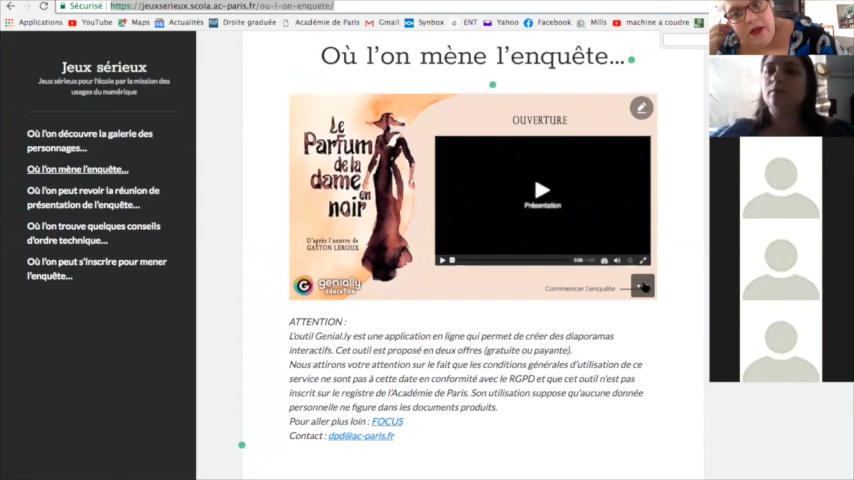 Sécurisé https://jeuxserieux.scola.ac-paris.fr/ou-l-on-enquete/
Applications YouTube Jeux Actualités Droite graduée Académie de Paris Gmail Synbox ENT Yahoo Facebook Mills machine a coudre
Jeux sérieux
Jeux sérieux pour l'école par la mission des
usages du numérique
Où l'on découvre la galerie des
personnages...
Où l'on mène l'enquête...
Où l'on peut revoir la réunion de
présentation de l'enquête...
Où l'on trouve quelques conseils
d'ordre technique...
Où l'on peut s'inscrire pour mener
l'enquête...
Où l'on mène l'enquête...
Le
Parfum
de la
dame
en
noir
D'après l'oeuvre de
GASTON LEROUX
genially
EDUCATION
OUVERTURE
Présentation
Commencer l'enquête
ATTENTION :
L'outil Genial.ly est une application en ligne qui permet de créer des diaporamas
interactifs. Cet outil est proposé en deux offres (gratuite ou payante).
Nous attirons votre attention sur le fait que les conditions générales d'utilisation de ce
service ne sont pas à cette date en conformité avec le RGPD et que cet outil n'est pas
inscrit sur le registre de l'Académie de Paris. Son utilisation suppose qu'aucune donnée
personnelle ne figure dans les documents produits.
Pour aller plus loin : FOCUS
Contact : dpd@ac-paris.fr